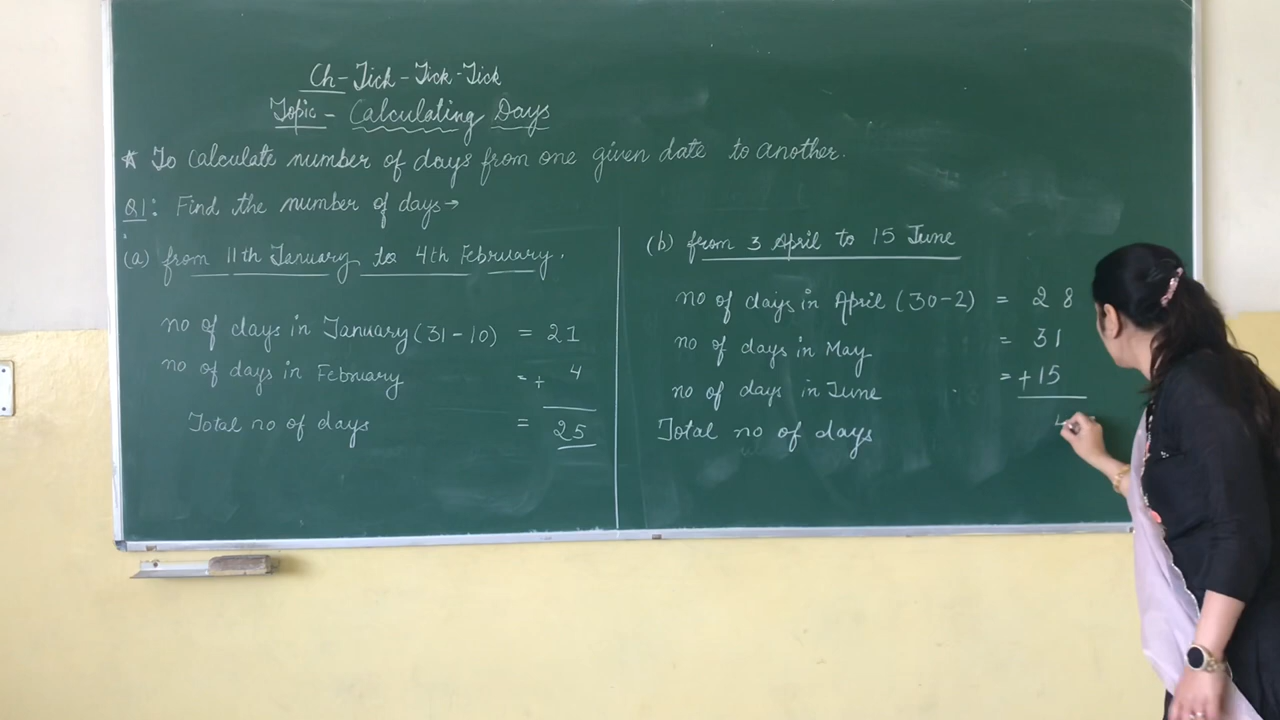 Ch-Tick-Tick-Tick
Topic - Calculating Days
* To Calculate number of days from one given date to another.
Q1: Find the number of days→
(a) from 11th January to 4th February.
no of days in January (31-10) = 21
no of days in February = + 4
Total no of days = 25
(b) from 3 April to 15 June
no of days in April (30-2) = 28
no of days in May = 31
no of days in June = +15
Total no of days